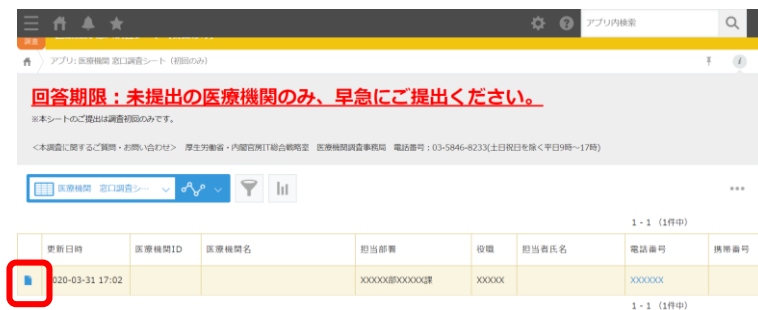 アプリ内検索
調査
アプリ: 医療機関 窓口調査シート（初回のみ）
回答期限：未提出の医療機関のみ、早急にご提出ください。
※本シートのご提出は調査初回のみです。
＜本調査に関するご質問・お問い合わせ＞ 厚生労働省・内閣官房IT総合戦略室 医療機関調査事務局 電話番号：03-5846-8233(土日祝日を除く平日9時～17時)
医療機関 窓口調査シ…
1 - 1 （1件中）
更新日時 医療機関ID 医療機関名 担当部署 役職 担当者氏名 電話番号 携帯番号
2020-03-31 17:02 XXXXX部XXXXX課 XXXXX XXXXXX
1 - 1 （1件中）